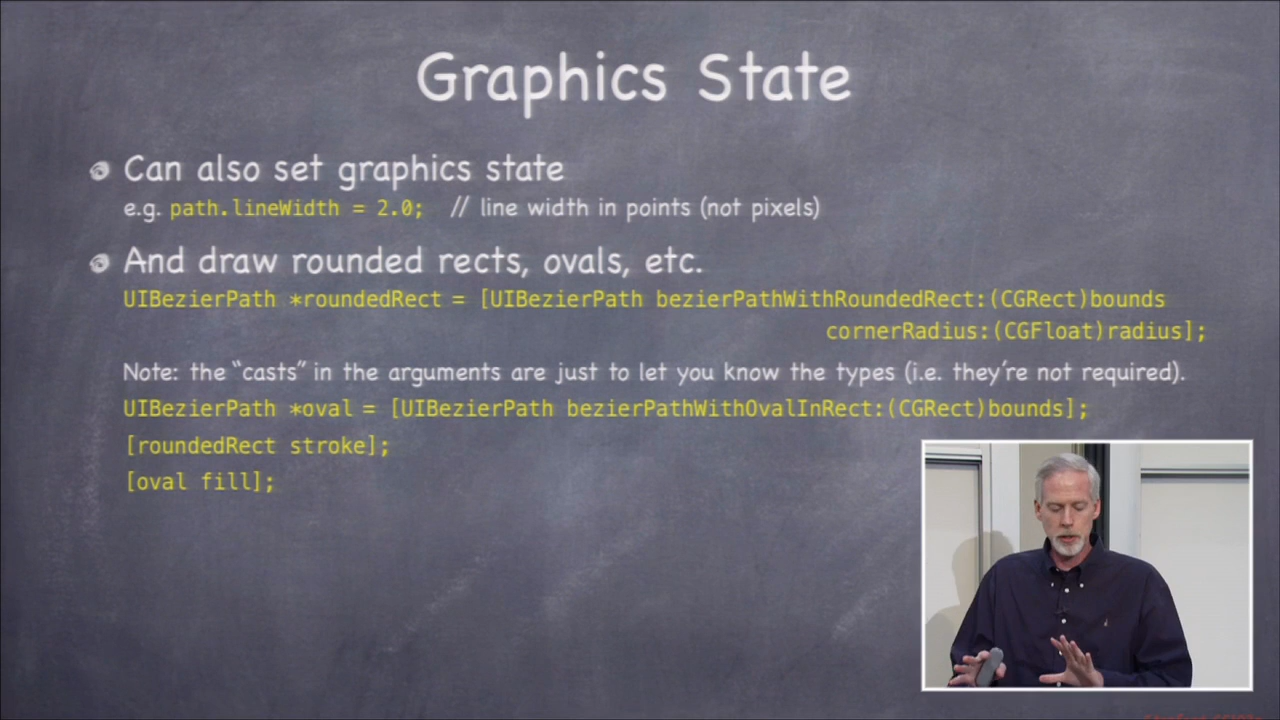 Graphics State
Can also set graphics state
e.g. path.lineWidth = 2.0; // line width in points (not pixels)
And draw rounded rects, ovals, etc.
UIBezierPath *roundedRect = [UIBezierPath bezierPathWithRoundedRect:(CGRect)bounds
cornerRadius:(CGFloat)radius];
Note: the “casts” in the arguments are just to let you know the types (i.e. they’re not required).
UIBezierPath *oval = [UIBezierPath bezierPathWithOvalInRect:(CGRect)bounds];
[roundedRect stroke];
[oval fill];